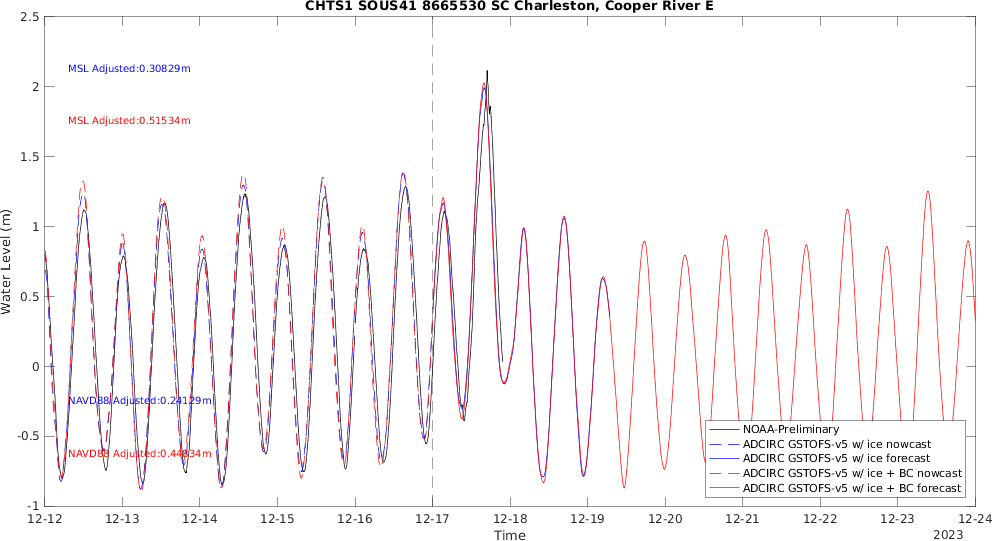 CHTS1 SOUS41 8665530 SC Charleston, Cooper River E
2.5
MSL Adjusted:0.30829m
2
MSL Adjusted:0.51534m
1.5
1
Water Level (m)
0.5
0
NAVD88 Adjusted:0.24129m
-0.5
NAVD88 Adjusted:0.44834m
NOAA-Preliminary
ADCIRC GSTOFS-v5 w/ ice nowcast
ADCIRC GSTOFS-v5 w/ ice forecast
ADCIRC GSTOFS-v5 w/ ice + BC nowcast
ADCIRC GSTOFS-v5 w/ ice + BC forecast
-1
12-12 12-13 12-14 12-15 12-16 12-17 12-18 12-19 12-20 12-21 12-22 12-23 12-24
Time 2023